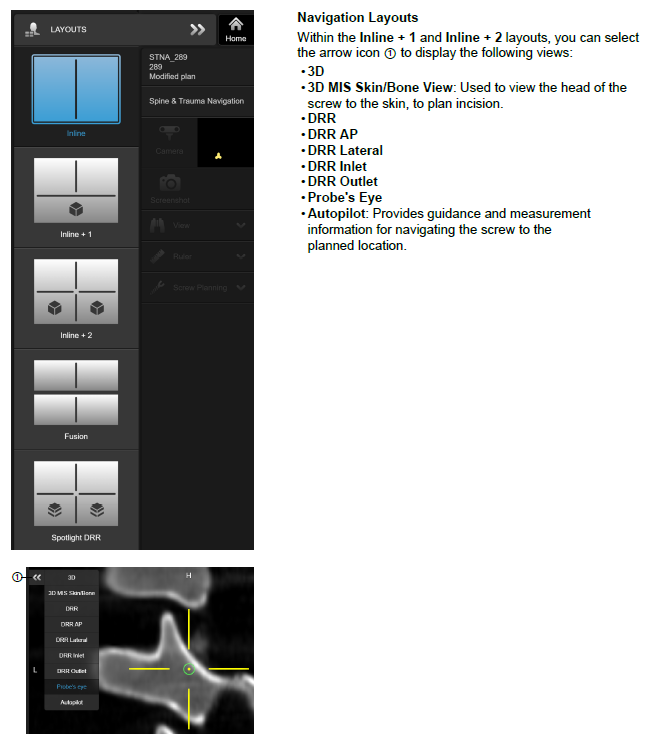 LAYOUTS
Home
STNA_289
289
Modified plan
Spine & Trauma Navigation
Inline
Camera
Screenshot
Inline + 1
View
Ruler
Screw Planning
Inline + 2
Fusion
Spotlight DRR
Navigation Layouts
Within the Inline + 1 and Inline + 2 layouts, you can select
the arrow icon ① to display the following views:
• 3D
• 3D MIS Skin/Bone View: Used to view the head of the
screw to the skin, to plan incision.
• DRR
• DRR AP
• DRR Lateral
• DRR Inlet
• DRR Outlet
• Probe's Eye
• Autopilot: Provides guidance and measurement
information for navigating the screw to the
planned location.
①
3D
3D MIS Skin/Bone
DRR
DRR AP
DRR Lateral
DRR Inlet
DRR Outlet
Probe's eye
Autopilot
H
L